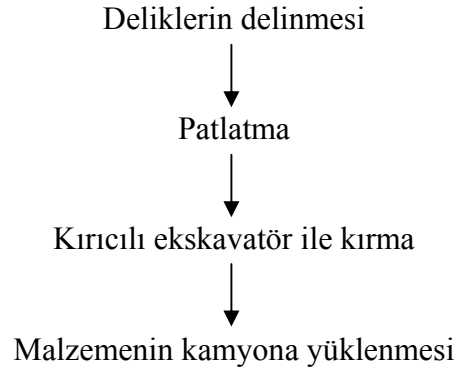 Deliklerin delinmesi
Patlatma
Kırıcılı ekskavatör ile kırma
Malzemenin kamyona yüklenmesi